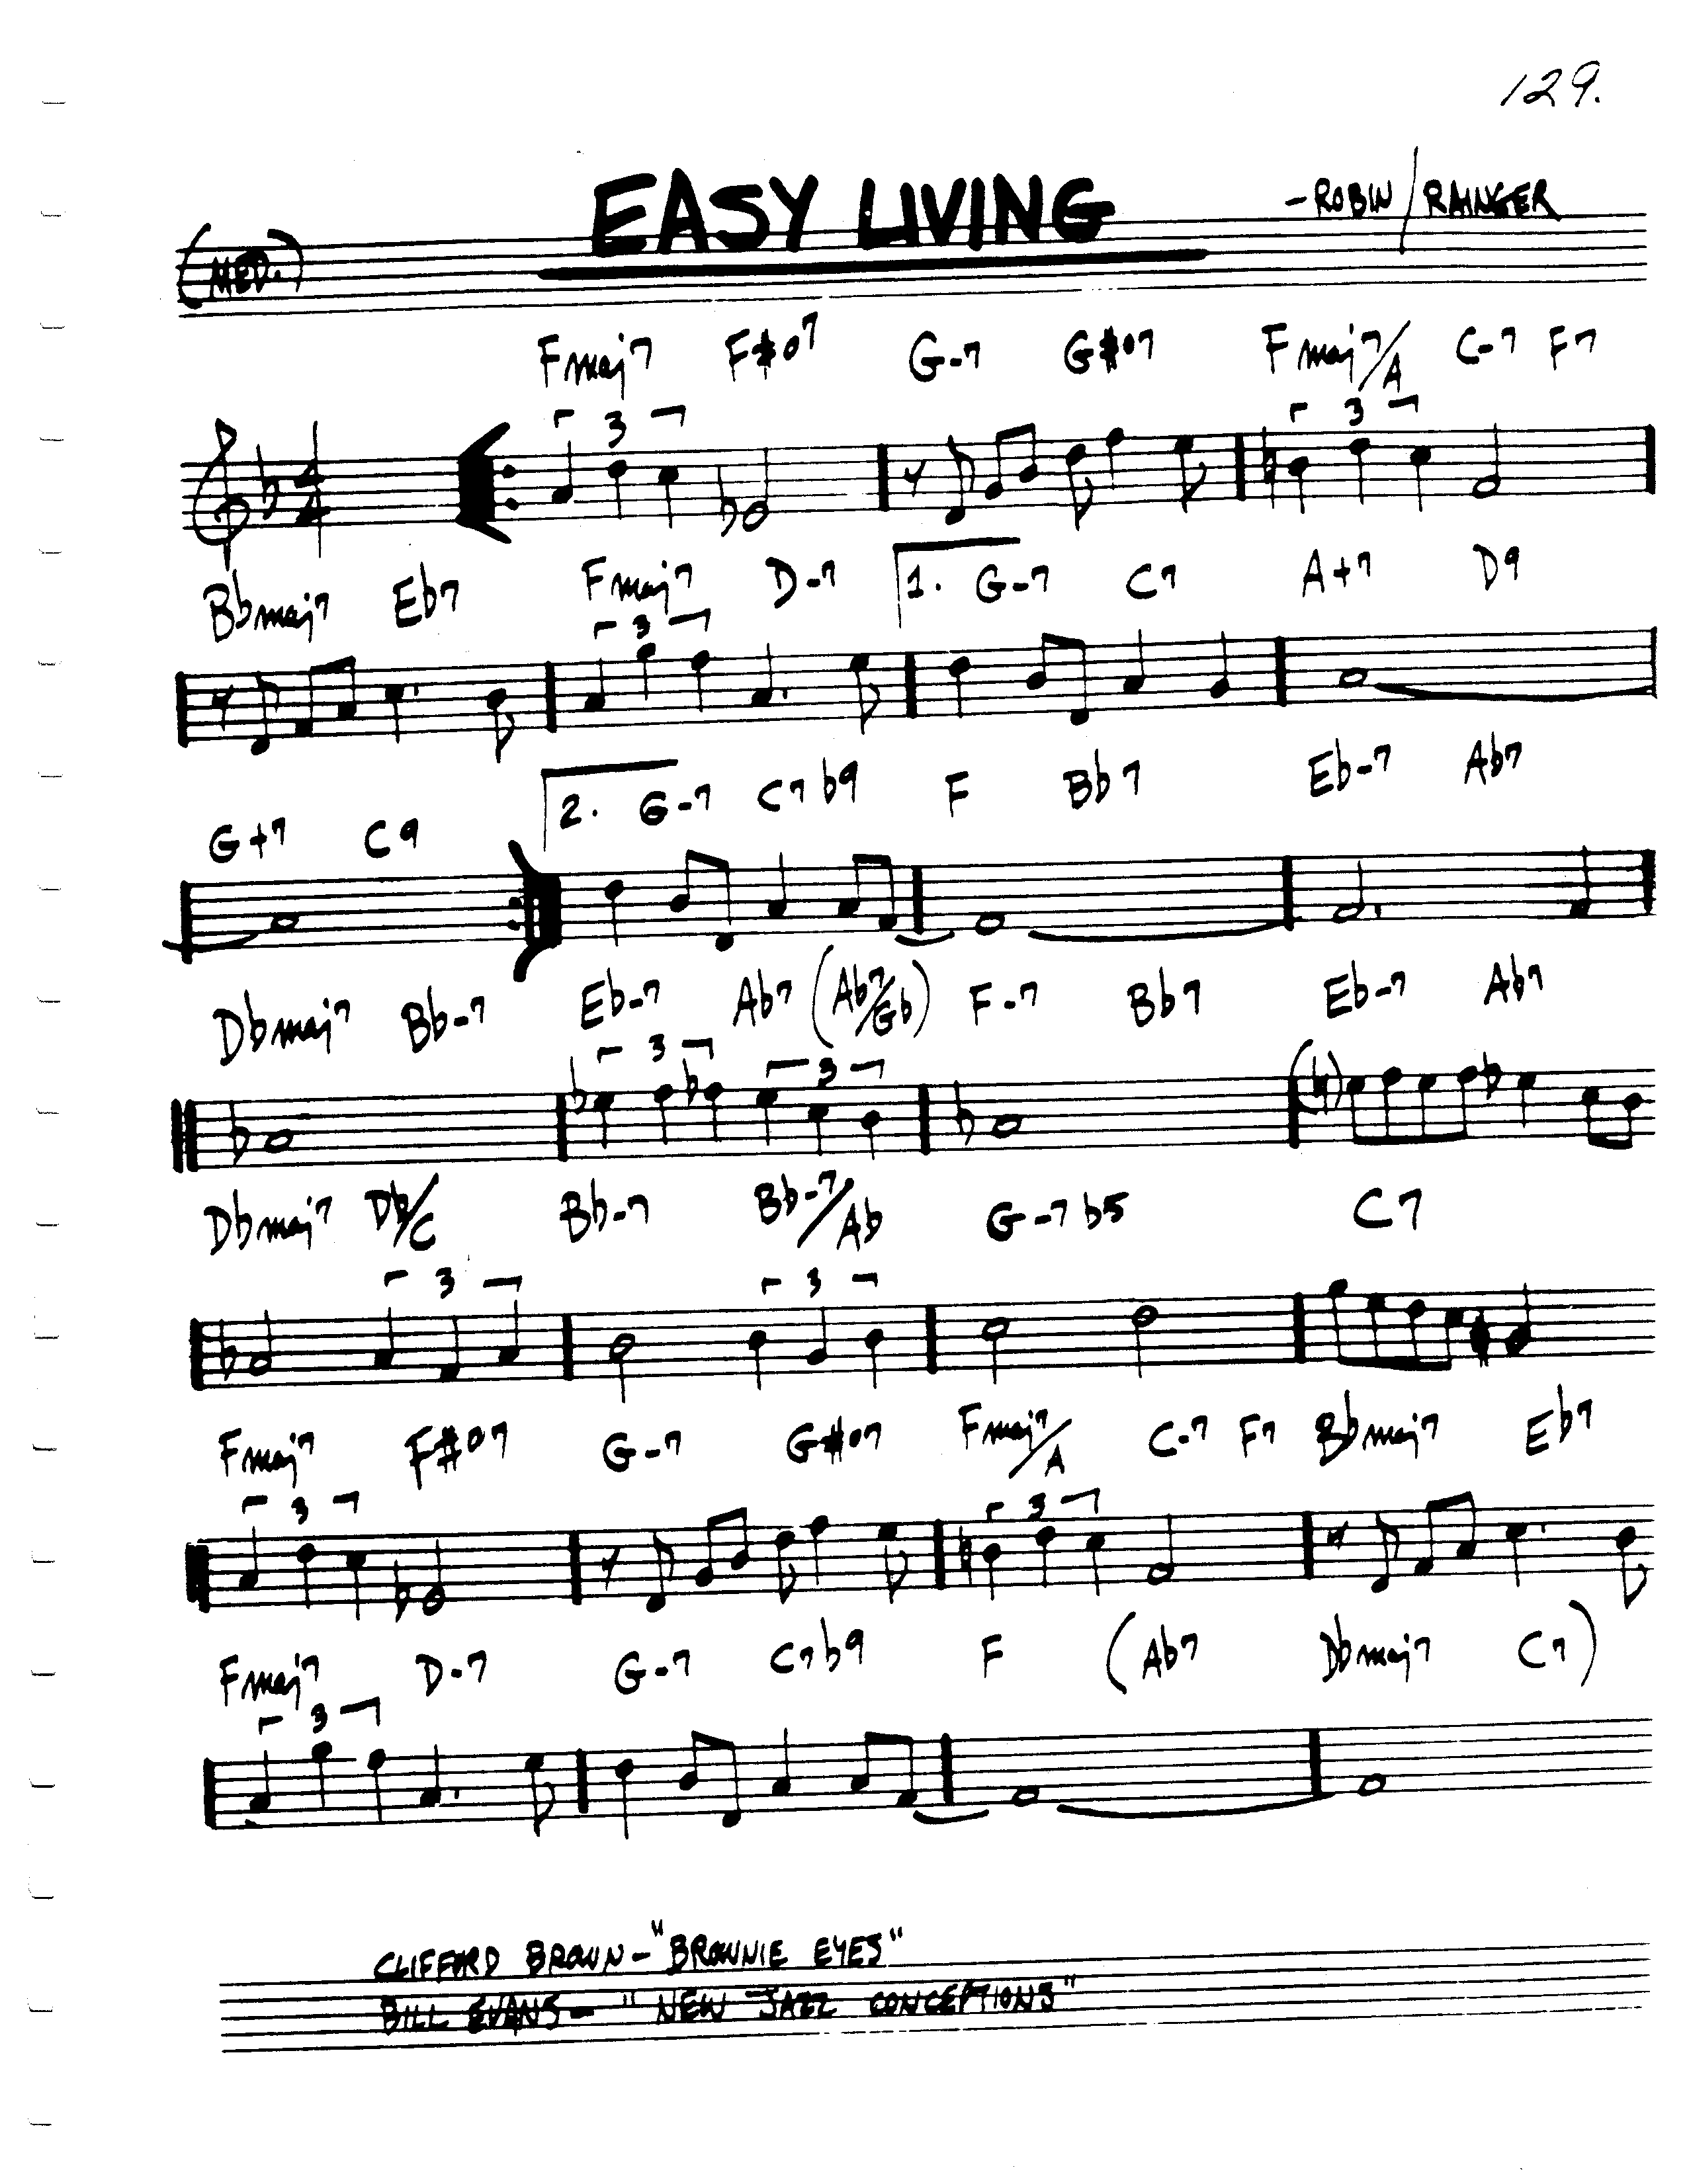 129.
EASY LIVING
-ROBIN/RAINGER
(MED.)
Fmaj7 F#o7 G-7 G#o7 Fmaj7/A C-7 F7
3 3
4
4
Bbmaj7 Eb7 Fmaj7 D-7 1. G-7 C7 A+7 D9
3
G+7 C9 2. G-7 C7b9 F Bb7 Eb-7 Ab7
Dbmaj7 Bb-7 Eb-7 Ab7 (Ab7/Gb) F-7 Bb7 Eb-7 Ab7
3 3
Dbmaj7 Db/C Bb-7 Bb-7/Ab G-7b5 C7
3 3
Fmaj7 F#o7 G-7 G#o7 Fmaj7/A C-7 F7 Bbmaj7 Eb7
3 3
Fmaj7 D-7 G-7 C7b9 F (Ab7 Dbmaj7 C7)
3
CLIFFORD BROWN-"BROWNIE EYES"
BILL EVANS- "NEW JAZZ CONCEPTIONS"